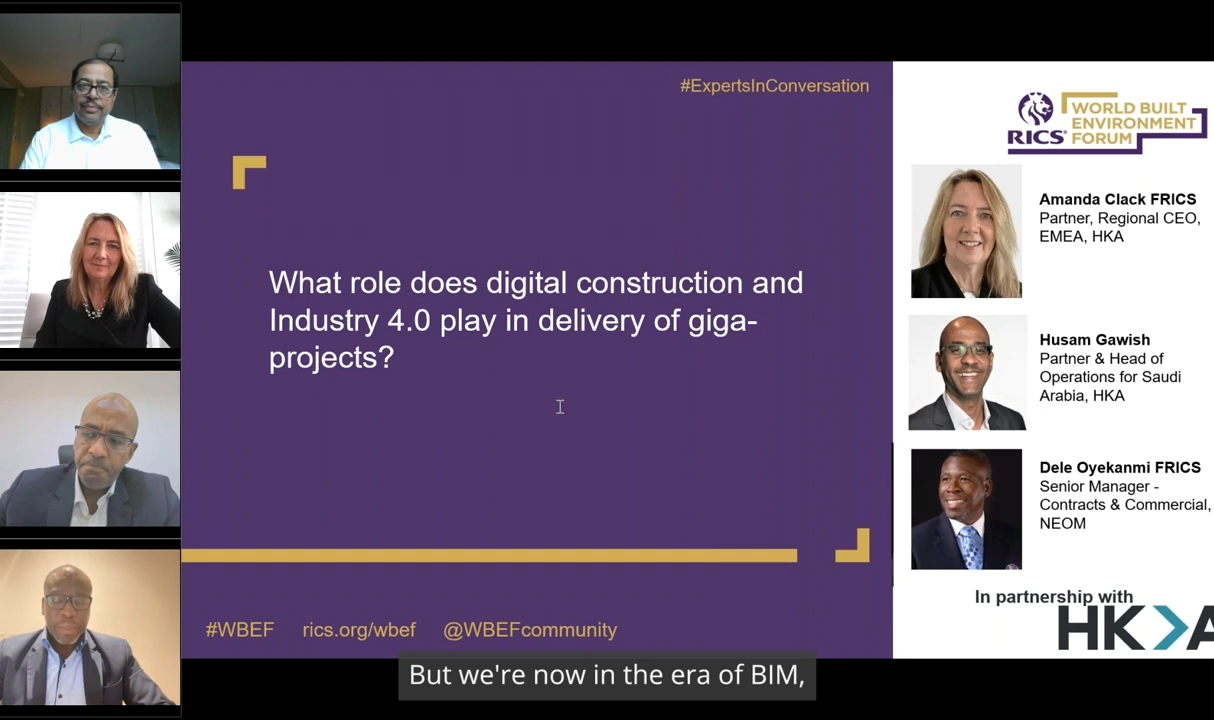 #ExpertsInConversation
What role does digital construction and
Industry 4.0 play in delivery of giga-
projects?
#WBEF rics.org/wbef @WBEFcommunity
RICS
WORLD BUILT
ENVIRONMENT
FORUM
Amanda Clack FRICS
Partner, Regional CEO,
EMEA, HKA
Husam Gawish
Partner & Head of
Operations for Saudi
Arabia, HKA
Dele Oyekanmi FRICS
Senior Manager -
Contracts & Commercial,
NEOM
In partnership with
HKA
But we're now in the era of BIM,